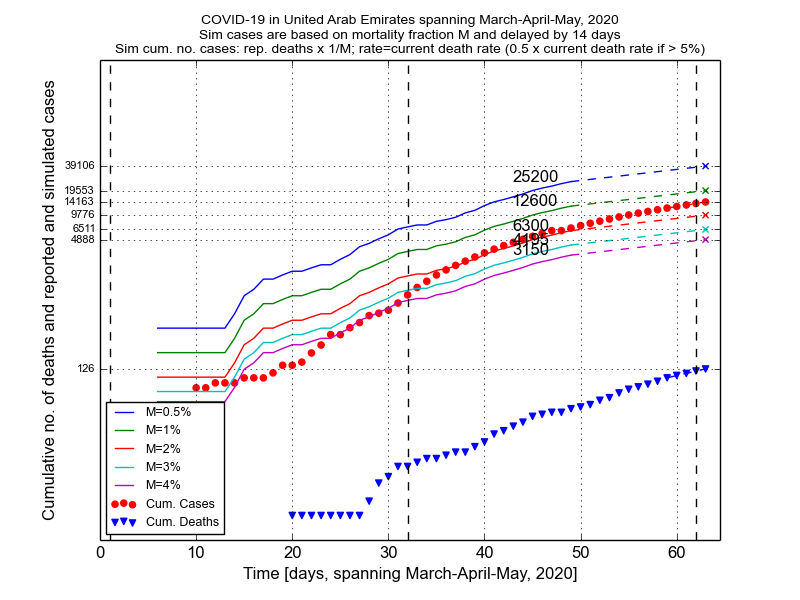 COVID-19 in United Arab Emirates spanning March-April-May, 2020
Sim cases are based on mortality fraction M and delayed by 14 days
Sim cum. no. cases: rep. deaths x 1/M; rate=current death rate (0.5 x current death rate if > 5%)
Cumulative no. of deaths and reported and simulated cases
39106
19553
14163
9776
6511
4888
126
25200
12600
6300
3150
M=0.5%
M=1%
M=2%
M=3%
M=4%
Cum. Cases
Cum. Deaths
0 10 20 30 40 50 60
Time [days, spanning March-April-May, 2020]